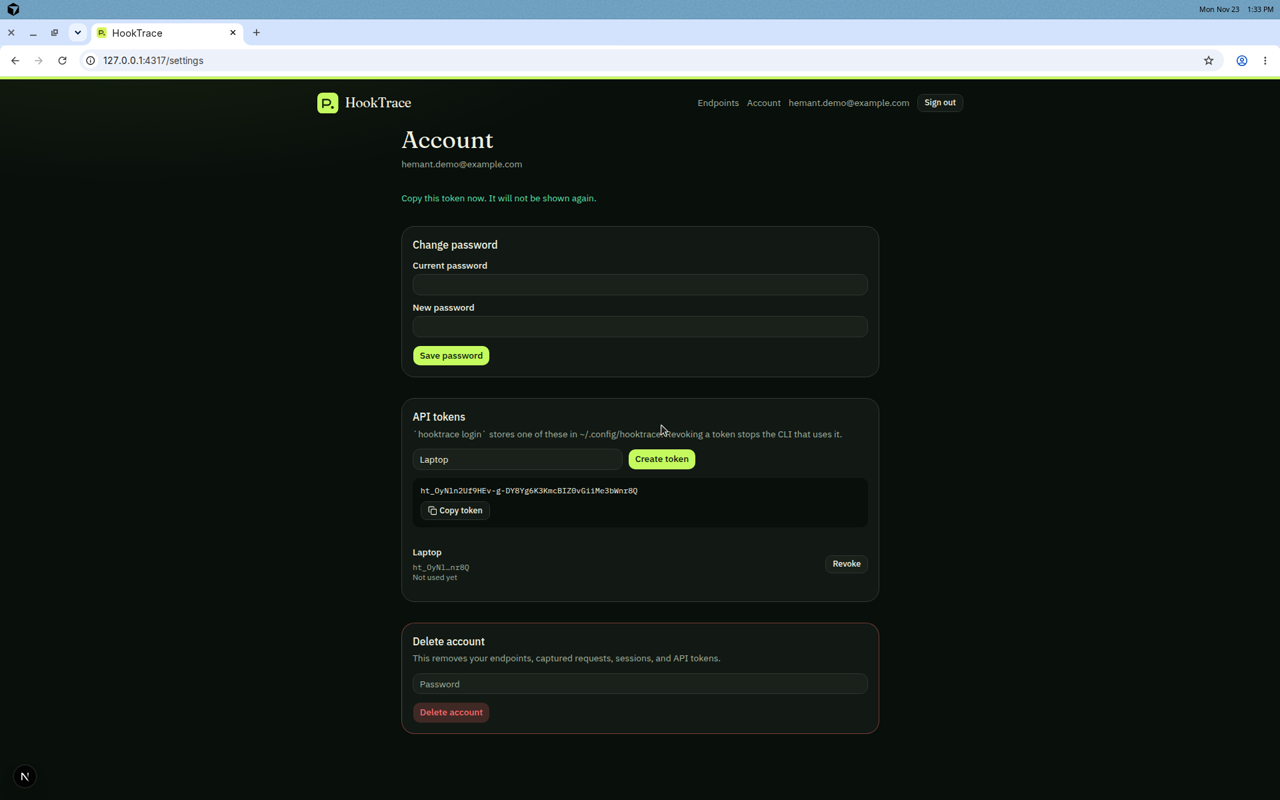 Mon Nov 23 1:33 PM
HookTrace
127.0.0.1:4317/settings
P. HookTrace
Endpoints Account hemant.demo@example.com Sign out
Account
hemant.demo@example.com
Copy this token now. It will not be shown again.
Change password
Current password
New password
Save password
API tokens
`hooktrace login` stores one of these in ~/.config/hooktrace. Revoking a token stops the CLI that uses it.
Laptop Create token
ht_OyNln2Uf9HEv-g-DY8Yg6K3KmcBIZ0vGiiMe3bWnr8Q
Copy token
Laptop
ht_OyNl…nr8Q
Not used yet
Revoke
Delete account
This removes your endpoints, captured requests, sessions, and API tokens.
Password
Delete account
N